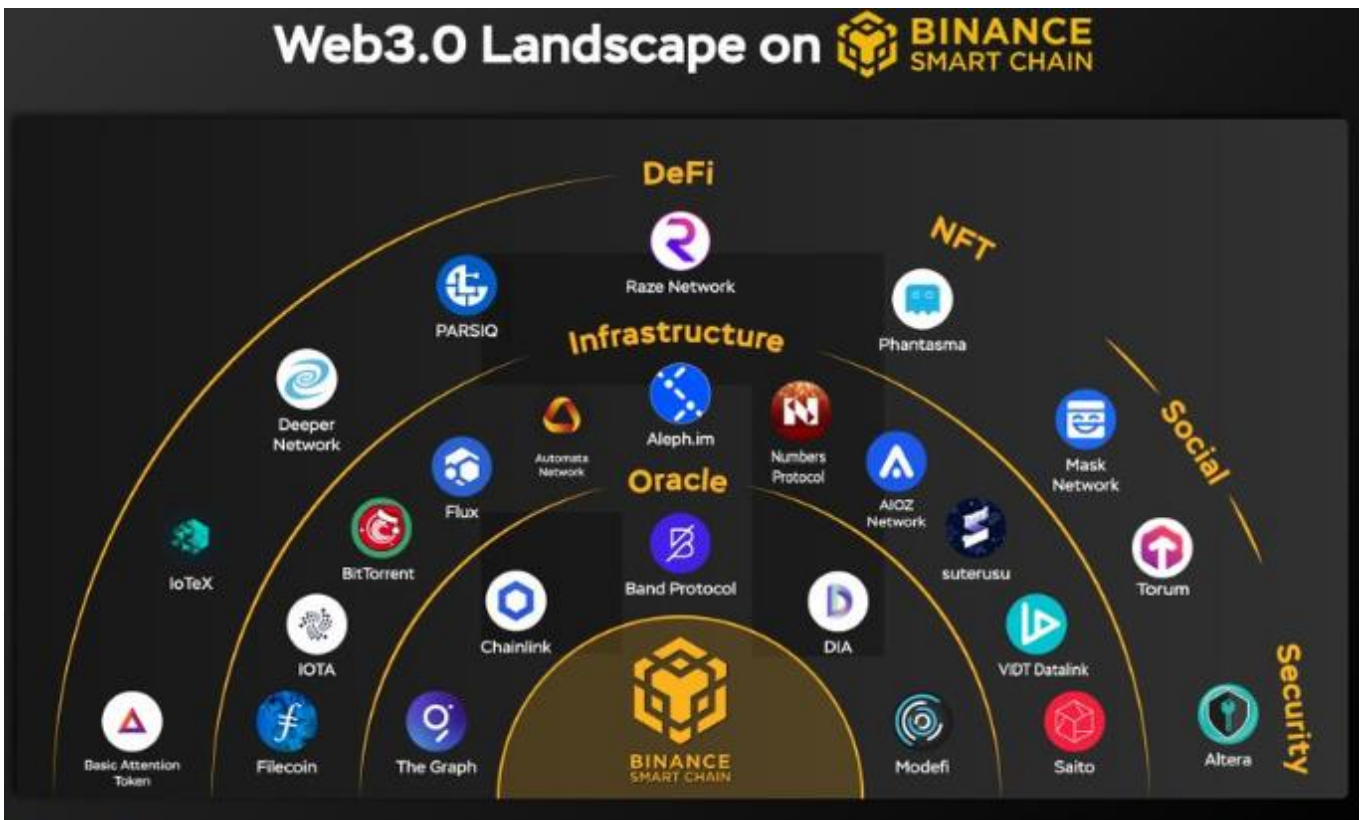 Web3.0 Landscape on BINANCE
SMART CHAIN
DeFi
NFT
Social
Security
Raze Network
PARSIQ
Phantasma
Deeper
Network
Mask
Network
IoTeX
Torum
Basic Attention
Token
Altera
Infrastructure
Aleph.im
Automata
Network
Numbers
Protocol
Flux
AIOZ
Network
BitTorrent
suterusu
IOTA
VIDT Datalink
Filecoin
Saito
Oracle
Band Protocol
Chainlink
DIA
The Graph
Modefi
BINANCE
SMART CHAIN